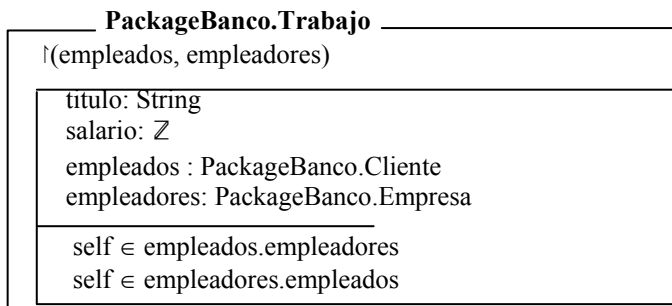 PackageBanco.Trabajo
↾(empleados, empleadores)
titulo: String
salario: ℤ
empleados : PackageBanco.Cliente
empleadores: PackageBanco.Empresa
self ∈ empleados.empleadores
self ∈ empleadores.empleados